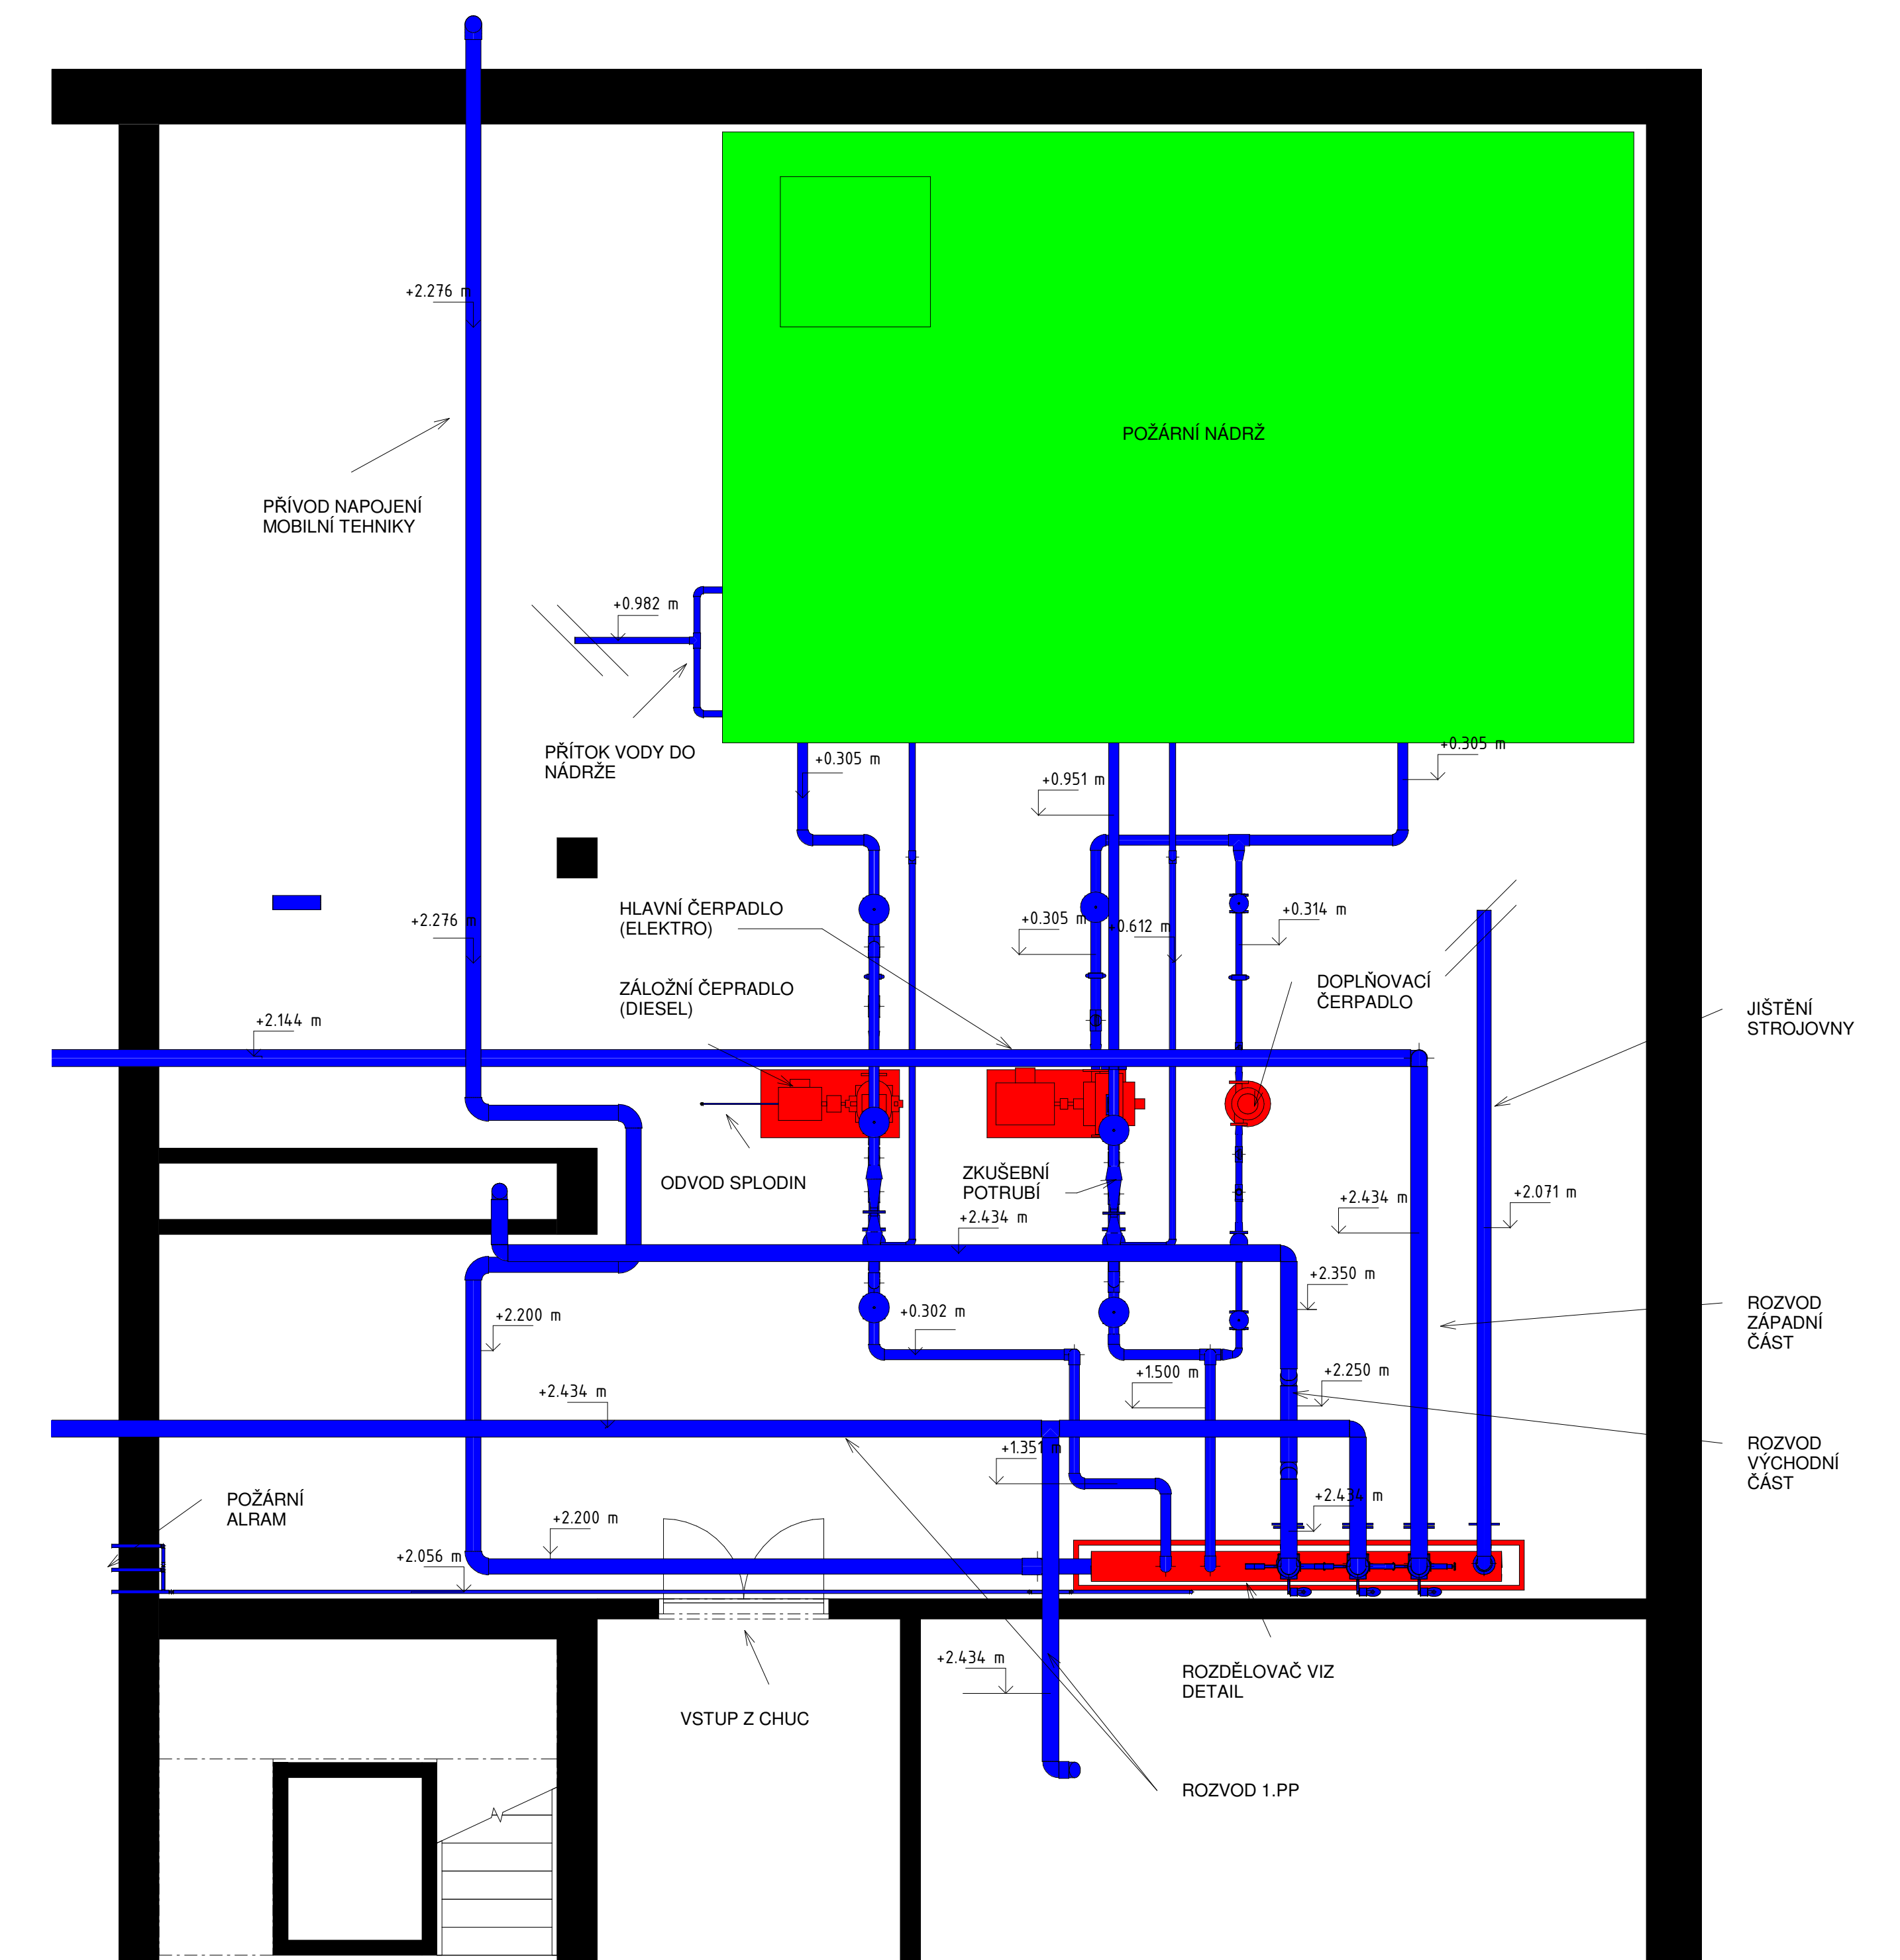 +2.276 m
POŽÁRNÍ NÁDRŽ
PŘÍVOD NAPOJENÍ
MOBILNÍ TEHNIKY
+0.982 m
PŘÍTOK VODY DO
NÁDRŽE
+0.305 m
+0.951 m
+0.305 m
HLAVNÍ ČERPADLO
(ELEKTRO)
+2.276 m
+0.305 m
+0.612 m
+0.314 m
ZÁLOŽNÍ ČEPRADLO
(DIESEL)
DOPLŇOVACÍ
ČERPADLO
JIŠTĚNÍ
STROJOVNY
+2.144 m
ODVOD SPLODIN
ZKUŠEBNÍ
POTRUBÍ
+2.434 m
+2.434 m
+2.071 m
+2.350 m
+2.200 m
+0.302 m
ROZVOD
ZÁPADNÍ
ČÁST
+2.434 m
+1.500 m
+2.250 m
+1.351 m
ROZVOD
VÝCHODNÍ
ČÁST
POŽÁRNÍ
ALRAM
+2.434 m
+2.200 m
+2.056 m
+2.434 m
ROZDĚLOVAČ VIZ
DETAIL
VSTUP Z CHUC
ROZVOD 1.PP